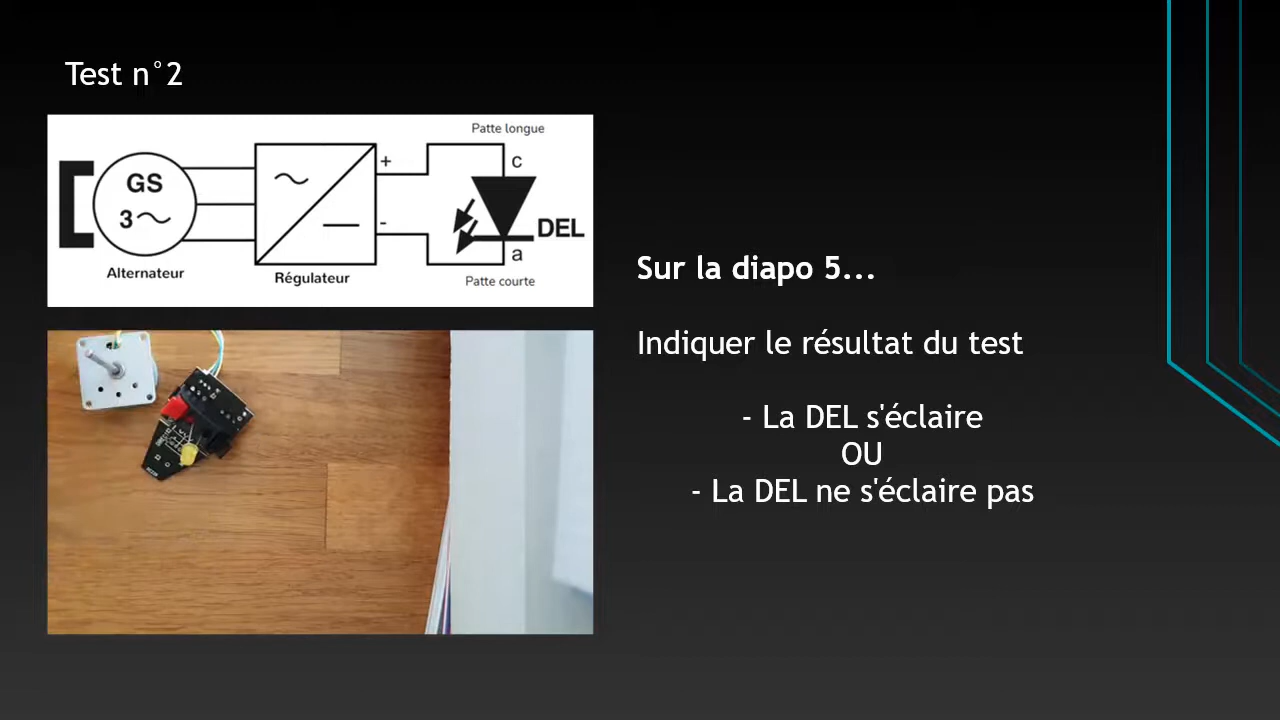 Test n°2
Patte longue
+
c
GS
3
-
DEL
a
Alternateur
Régulateur
Patte courte
Sur la diapo 5...
Indiquer le résultat du test
- La DEL s'éclaire
OU
- La DEL ne s'éclaire pas